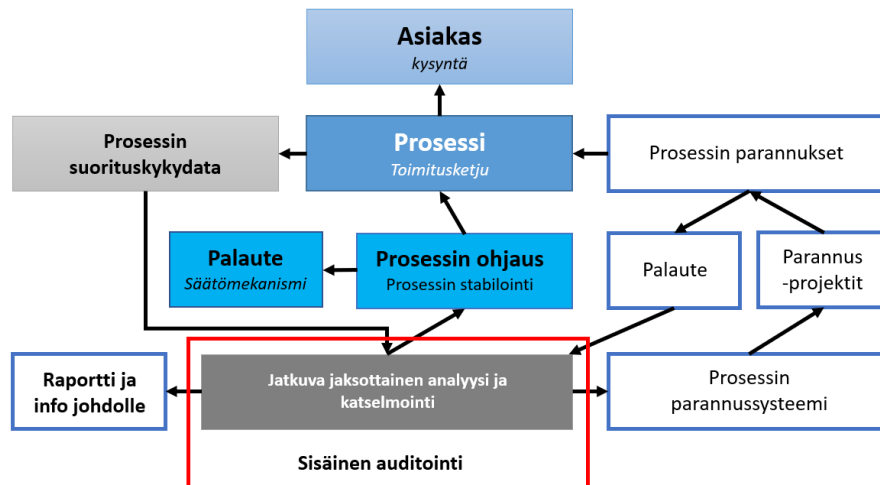 Asiakas
kysyntä
Prosessin
suorituskykydata
Prosessi
Toimitusketju
Prosessin parannukset
Palaute
Säätömekanismi
Prosessin ohjaus
Prosessin stabilointi
Palaute
Parannus
-projektit
Raportti ja
info johdolle
Jatkuva jaksottainen analyysi ja
katselmointi
Prosessin
parannussysteemi
Sisäinen auditointi